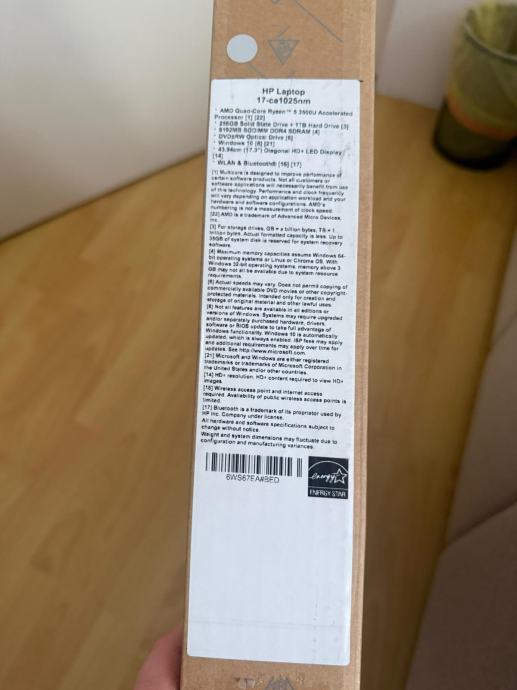 HP Laptop
17-ca1025nm
* AMD Quad-Core Ryzen™ 5 3500U Accelerated
Processor [1] [22]
* 256GB Solid State Drive + 1TB Hard Drive [3]
* 8192MB SODIMM DDR4 SDRAM [4]
* DVD±RW Optical Drive [5]
* Windows 10 [6] [21]
* 43.94cm (17.3") Diagonal HD+ LED Display
[14]
* WLAN & Bluetooth® [16] [17]
[1] Multicore is designed to improve performance of
certain software products. Not all customers or
software applications will necessarily benefit from use
of this technology. Performance and clock frequency
will vary depending on application workload and your
hardware and software configurations. AMD's
numbering is not a measurement of clock speed.
[22] AMD is a trademark of Advanced Micro Devices,
Inc.
[3] For storage drives, GB = a billion bytes, TB = 1
trillion bytes. Actual formatted capacity is less. Up to
35GB of system disk is reserved for system recovery
software.
[4] Maximum memory capacities assume Windows 64-
bit operating systems or Linux or Chrome OS. With
Windows 32-bit operating systems, memory above 3
GB may not all be available due to system resource
requirements.
[5] Actual speeds may vary. Does not permit copying of
commercially available DVD movies or other copyright-
protected materials. Intended only for creation and
storage of original material and other lawful uses.
[6] Not all features are available in all editions or
versions of Windows. Systems may require upgraded
and/or separately purchased hardware, drivers,
software or BIOS update to take full advantage of
Windows functionality. Windows 10 is automatically
updated, which is always enabled. ISP fees may apply
and additional requirements may apply over time for
updates. See http://www.microsoft.com.
[21] Microsoft and Windows are either registered
trademarks or trademarks of Microsoft Corporation in
the United States and/or other countries.
[14] HD+ resolution, HD+ content required to view HD+
images.
[16] Wireless access point and internet access
required. Availability of public wireless access points is
limited.
[17] Bluetooth is a trademark of its proprietor used by
HP Inc. Company under license.
All hardware and software specifications subject to
change without notice.
Weight and system dimensions may fluctuate due to
configuration and manufacturing variances.
6WS67EA#BED
energy
ENERGY STAR